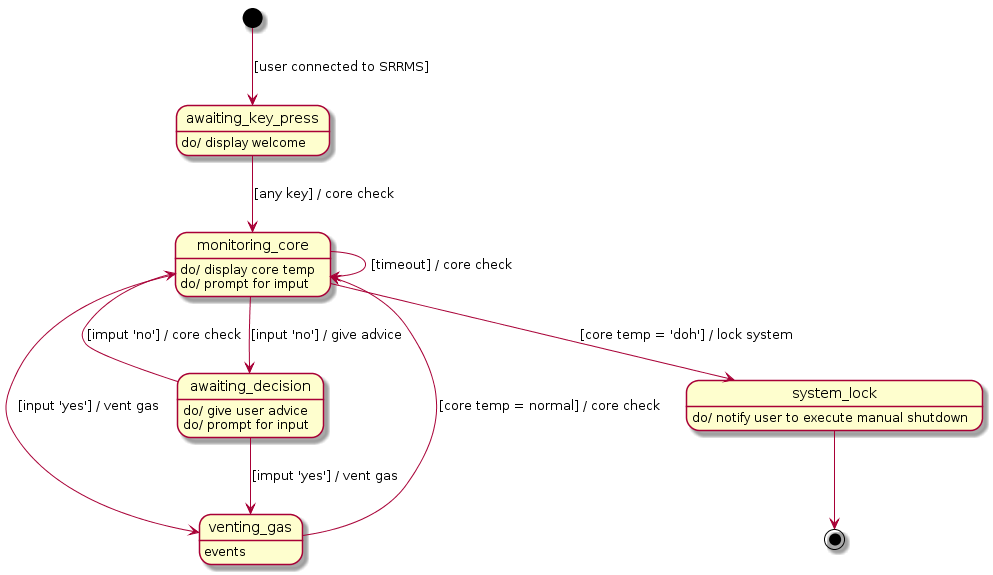 [user connected to SRRMS]
awaiting_key_press
do/ display welcome
[any key] / core check
monitoring_core
do/ display core temp
do/ prompt for imput
[timeout] / core check
[imput 'no'] / core check
[input 'no'] / give advice
[core temp = 'doh'] / lock system
awaiting_decision
do/ give user advice
do/ prompt for input
system_lock
do/ notify user to execute manual shutdown
[input 'yes'] / vent gas
[core temp = normal] / core check
[imput 'yes'] / vent gas
venting_gas
events